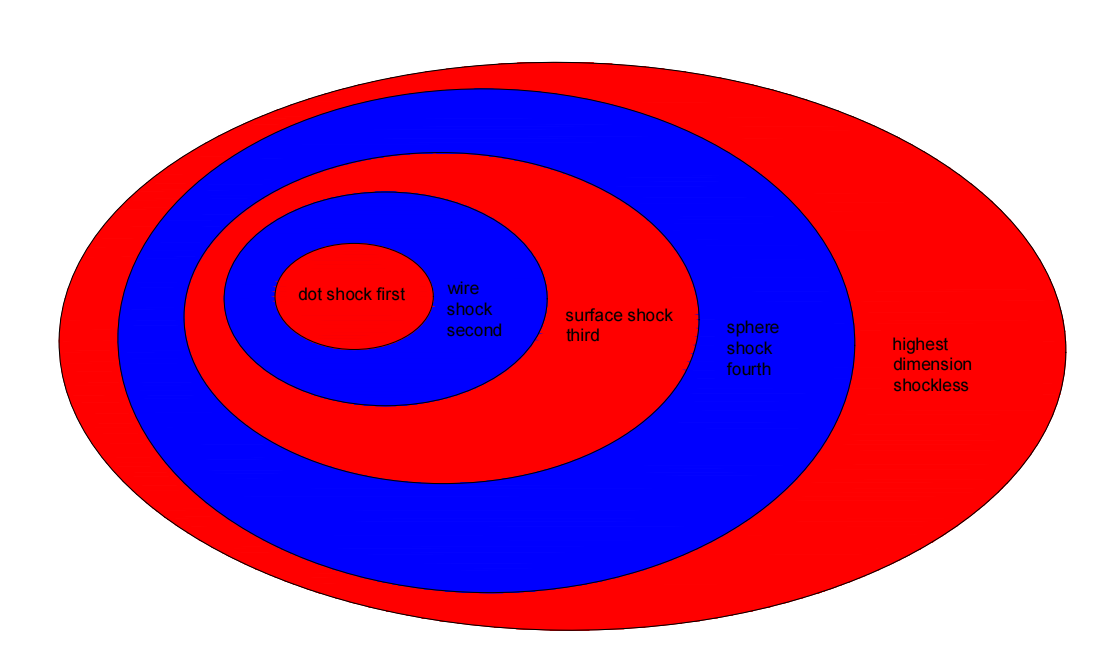 dot shock first
wire
shock
second
surface shock
third
sphere
shock
fourth
highest
dimension
shockless